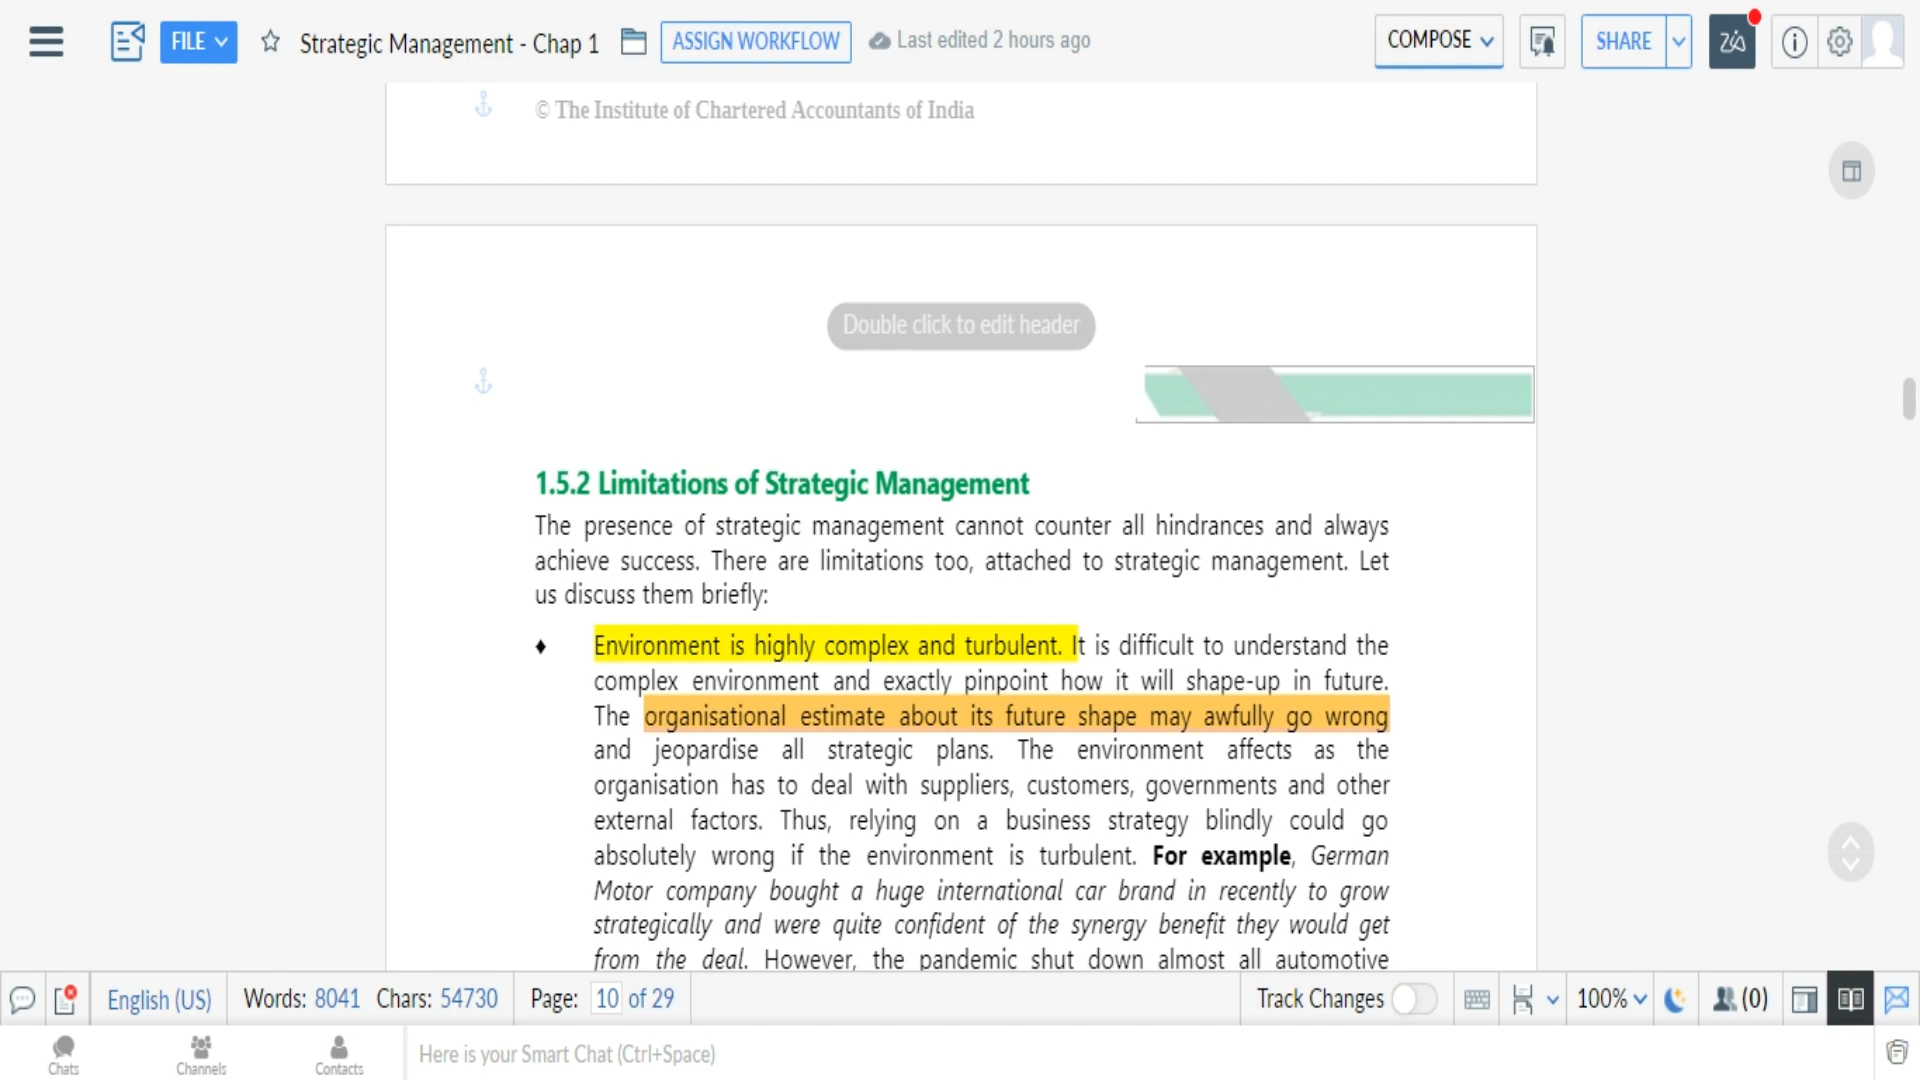 FILE
Strategic Management - Chap 1
ASSIGN WORKFLOW
Last edited 2 hours ago
COMPOSE
SHARE
© The Institute of Chartered Accountants of India
Double click to edit header
1.5.2 Limitations of Strategic Management
The presence of strategic management cannot counter all hindrances and always
achieve success. There are limitations too, attached to strategic management. Let
us discuss them briefly:
♦ Environment is highly complex and turbulent. It is difficult to understand the
complex environment and exactly pinpoint how it will shape-up in future.
The organisational estimate about its future shape may awfully go wrong
and jeopardise all strategic plans. The environment affects as the
organisation has to deal with suppliers, customers, governments and other
external factors. Thus, relying on a business strategy blindly could go
absolutely wrong if the environment is turbulent. For example, German
Motor company bought a huge international car brand in recently to grow
strategically and were quite confident of the synergy benefit they would get
from the deal. However, the pandemic shut down almost all automotive
English (US)
Words: 8041 Chars: 54730
Page: 10 of 29
Track Changes
100%
(0)
Chats
Channels
Contacts
Here is your Smart Chat (Ctrl+Space)